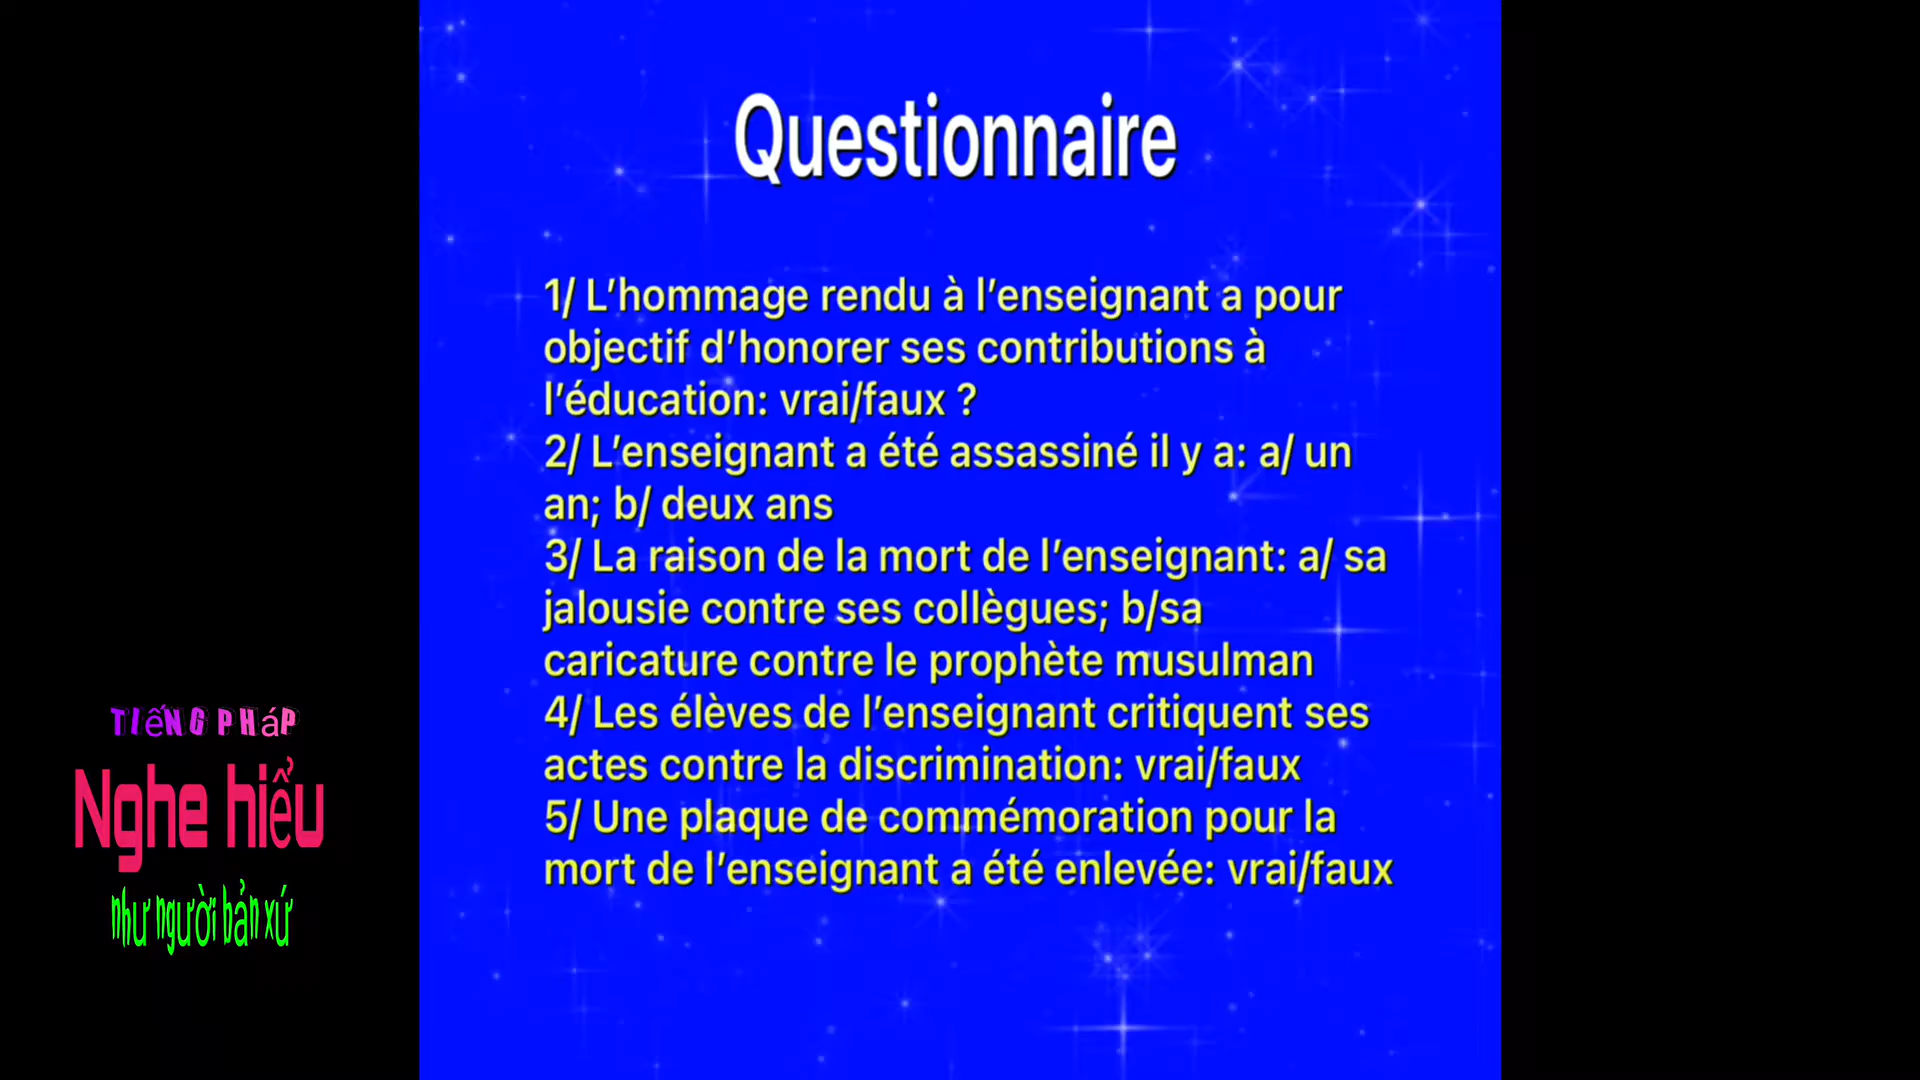 Questionnaire
1/ L’hommage rendu à l’enseignant a pour
objectif d’honorer ses contributions à
l’éducation: vrai/faux ?
2/ L’enseignant a été assassiné il y a: a/ un
an; b/ deux ans
3/ La raison de la mort de l’enseignant: a/ sa
jalousie contre ses collègues; b/sa
caricature contre le prophète musulman
4/ Les élèves de l’enseignant critiquent ses
actes contre la discrimination: vrai/faux
5/ Une plaque de commémoration pour la
mort de l’enseignant a été enlevée: vrai/faux
TIếNG PHáP
Nghe hiểu
như người bản xứ